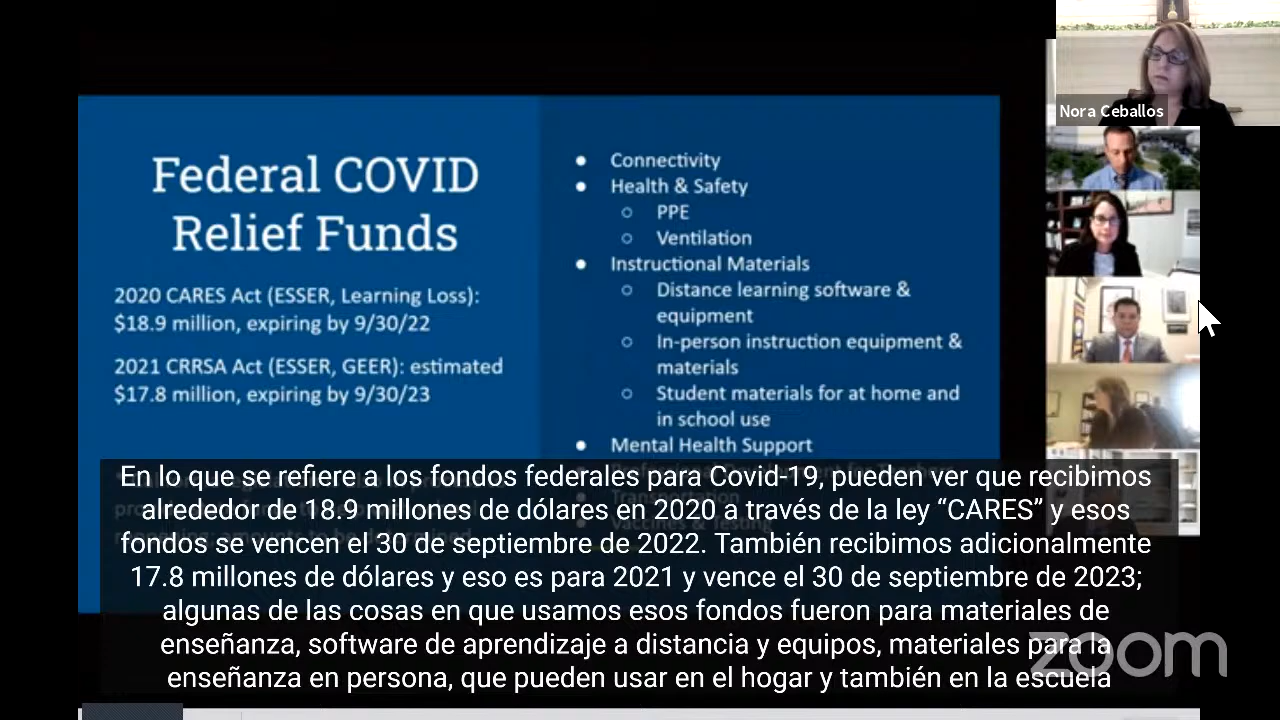 Nora Ceballos
Federal COVID
Relief Funds
2020 CARES Act (ESSER, Learning Loss):
$18.9 million, expiring by 9/30/22
2021 CRRSA Act (ESSER, GEER): estimated
$17.8 million, expiring by 9/30/23
● Connectivity
● Health & Safety
○ PPE
○ Ventilation
● Instructional Materials
○ Distance learning software &
equipment
○ In-person instruction equipment &
materials
○ Student materials for at home and
in school use
● Mental Health Support
Transportation
Vaccines & Testing
En lo que se refiere a los fondos federales para Covid-19, pueden ver que recibimos
alrededor de 18.9 millones de dólares en 2020 a través de la ley “CARES” y esos
fondos se vencen el 30 de septiembre de 2022. También recibimos adicionalmente
17.8 millones de dólares y eso es para 2021 y vence el 30 de septiembre de 2023;
algunas de las cosas en que usamos esos fondos fueron para materiales de
enseñanza, software de aprendizaje a distancia y equipos, materiales para la
enseñanza en persona, que pueden usar en el hogar y también en la escuela
zoom